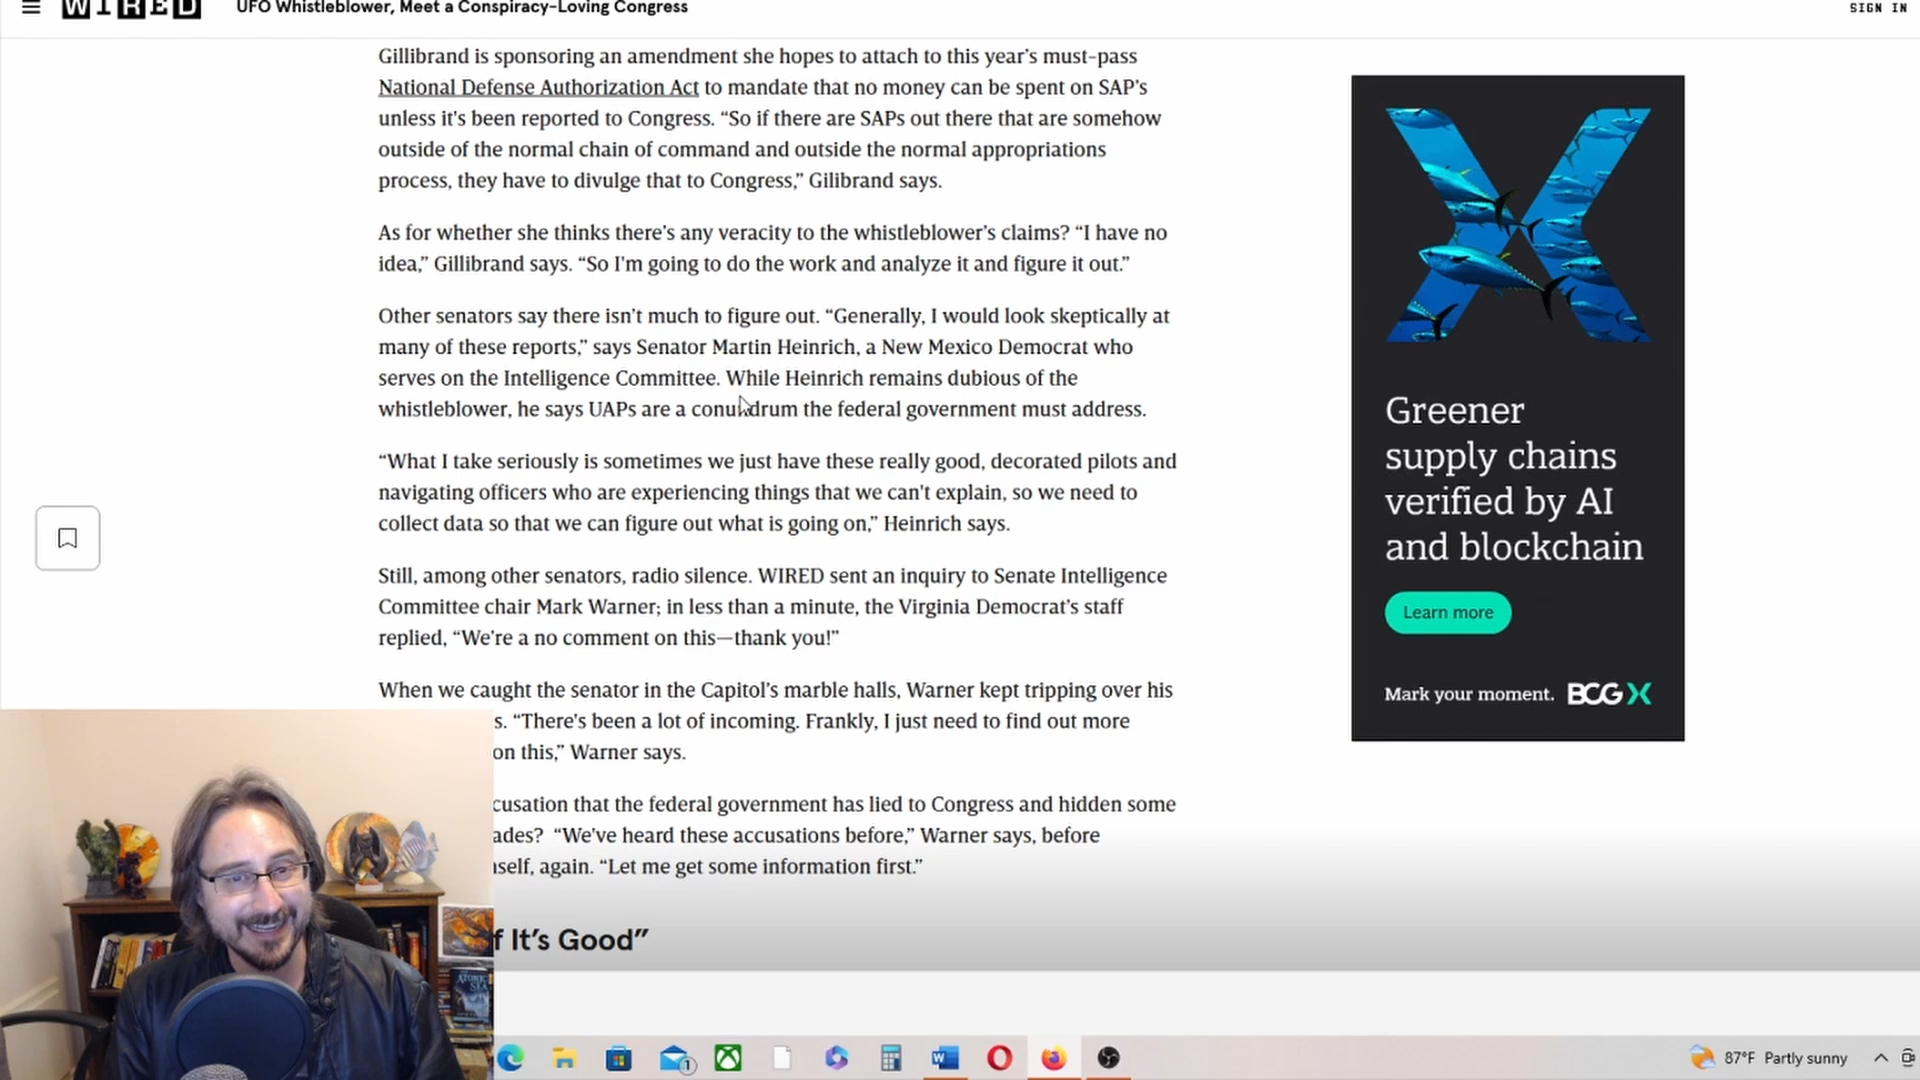 WIRED
UFO Whistleblower, Meet a Conspiracy-Loving Congress
SIGN IN
Gillibrand is sponsoring an amendment she hopes to attach to this year’s must-pass
National Defense Authorization Act to mandate that no money can be spent on SAP’s
unless it's been reported to Congress. “So if there are SAPs out there that are somehow
outside of the normal chain of command and outside the normal appropriations
process, they have to divulge that to Congress,” Gilibrand says.
As for whether she thinks there’s any veracity to the whistleblower’s claims? “I have no
idea,” Gillibrand says. “So I'm going to do the work and analyze it and figure it out.”
Other senators say there isn’t much to figure out. “Generally, I would look skeptically at
many of these reports,” says Senator Martin Heinrich, a New Mexico Democrat who
serves on the Intelligence Committee. While Heinrich remains dubious of the
whistleblower, he says UAPs are a conundrum the federal government must address.
“What I take seriously is sometimes we just have these really good, decorated pilots and
navigating officers who are experiencing things that we can't explain, so we need to
collect data so that we can figure out what is going on,” Heinrich says.
Still, among other senators, radio silence. WIRED sent an inquiry to Senate Intelligence
Committee chair Mark Warner; in less than a minute, the Virginia Democrat’s staff
replied, “We’re a no comment on this—thank you!”
When we caught the senator in the Capitol’s marble halls, Warner kept tripping over his
s. “There’s been a lot of incoming. Frankly, I just need to find out more
on this,” Warner says.
cusation that the federal government has lied to Congress and hidden some
ades? “We've heard these accusations before,” Warner says, before
self, again. “Let me get some information first.”
f It’s Good”
Greener
supply chains
verified by AI
and blockchain
Learn more
Mark your moment. BCG X
ATOMIC
SEA
1
87°F Partly sunny